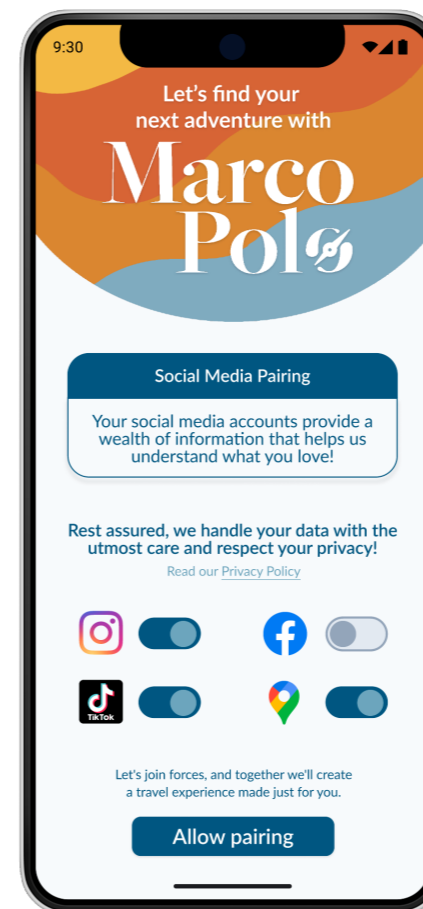 9:30
Let's find your
next adventure with
Marco
Polo
Social Media Pairing
Your social media accounts provide a
wealth of information that helps us
understand what you love!
Rest assured, we handle your data with the
utmost care and respect your privacy!
Read our Privacy Policy
TikTok
Let's join forces, and together we'll create
a travel experience made just for you.
Allow pairing